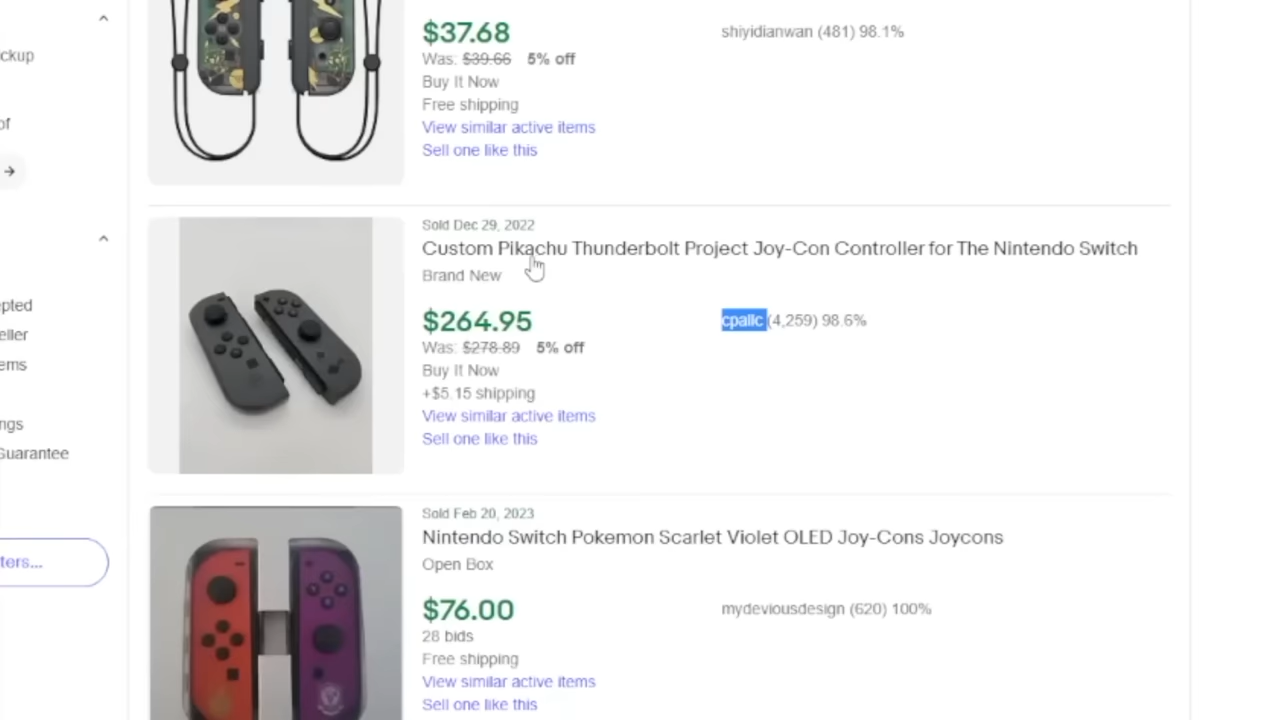 $37.68
shiyidianwan (481) 98.1%
Was: $39.66 5% off
ckup
Buy It Now
Free shipping
of
View similar active items
Sell one like this
Sold Dec 29, 2022
Custom Pikachu Thunderbolt Project Joy-Con Controller for The Nintendo Switch
Brand New
epted
$264.95
cpallc (4,259) 98.6%
eller
Was: $278.89 5% off
ems
Buy It Now
+$5.15 shipping
View similar active items
ngs
Sell one like this
Guarantee
Sold Feb 20, 2023
Nintendo Switch Pokemon Scarlet Violet OLED Joy-Cons Joycons
ters...
Open Box
$76.00
mydeviousdesign (620) 100%
28 bids
Free shipping
View similar active items
Sell one like this